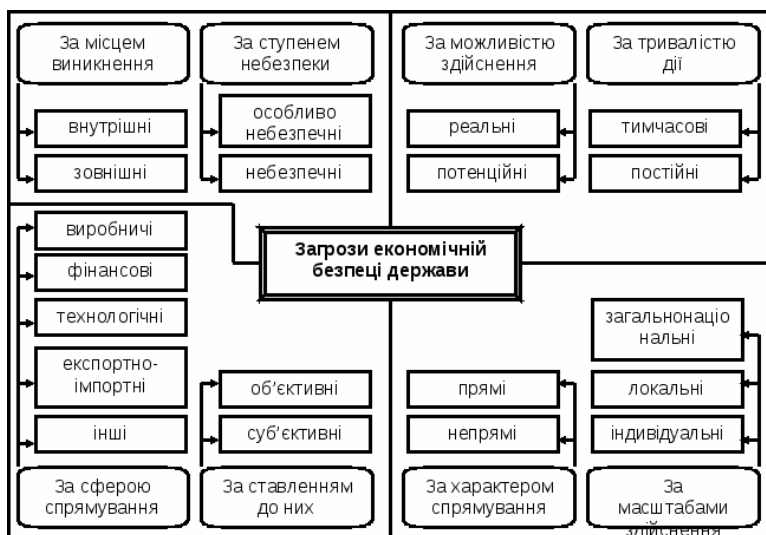 За місцем
виникнення
внутрішні
зовнішні
За ступенем
небезпеки
особливо
небезпечні
небезпечні
За можливістю
здійснення
реальні
потенційні
За тривалістю
дії
тимчасові
постійні
Загрози економічній
безпеці держави
виробничі
фінансові
технологічні
експортно-
імпортні
інші
За сферою
спрямування
об’єктивні
суб’єктивні
За ставленням
до них
прямі
непрямі
За характером
спрямування
загальнонаціо
нальні
локальні
індивідуальні
За
масштабами
здійснення